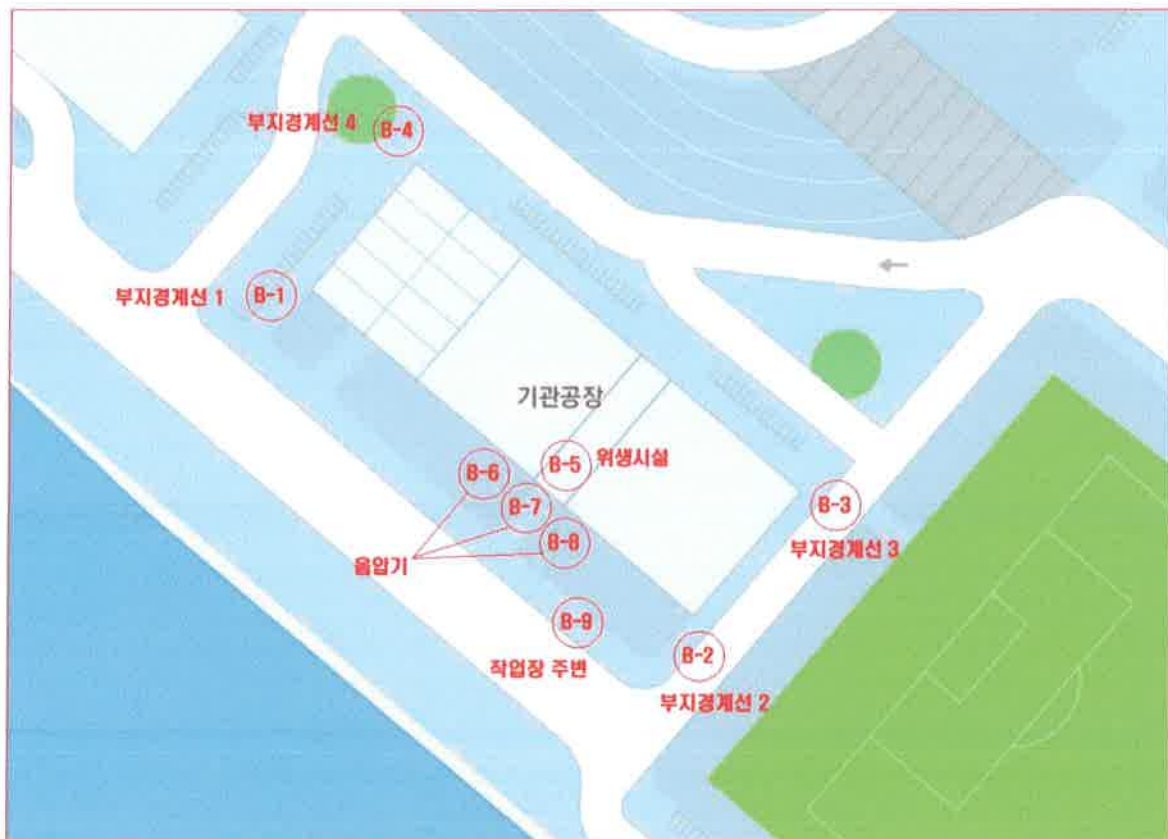 부지경계선 4
B-4
부지경계선 1
B-1
기관공장
B-5
위생시설
B-6
B-7
B-8
음압기
B-3
부지경계선 3
B-9
작업장 주변
B-2
부지경계선 2